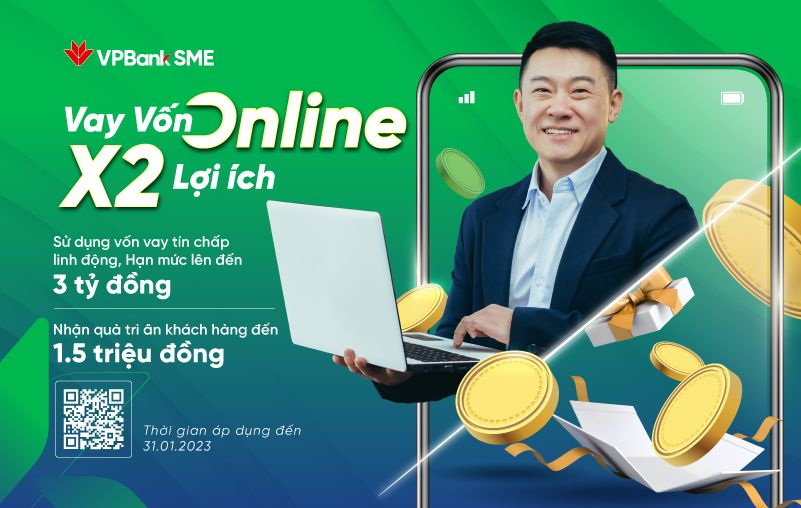 VPBank SME
Vay Vốn Online
X2 Lợi ích
Sử dụng vốn vay tín chấp
linh động, Hạn mức lên đến
3 tỷ đồng
Nhận quà tri ân khách hàng đến
1.5 triệu đồng
Thời gian áp dụng đến
31.01.2023